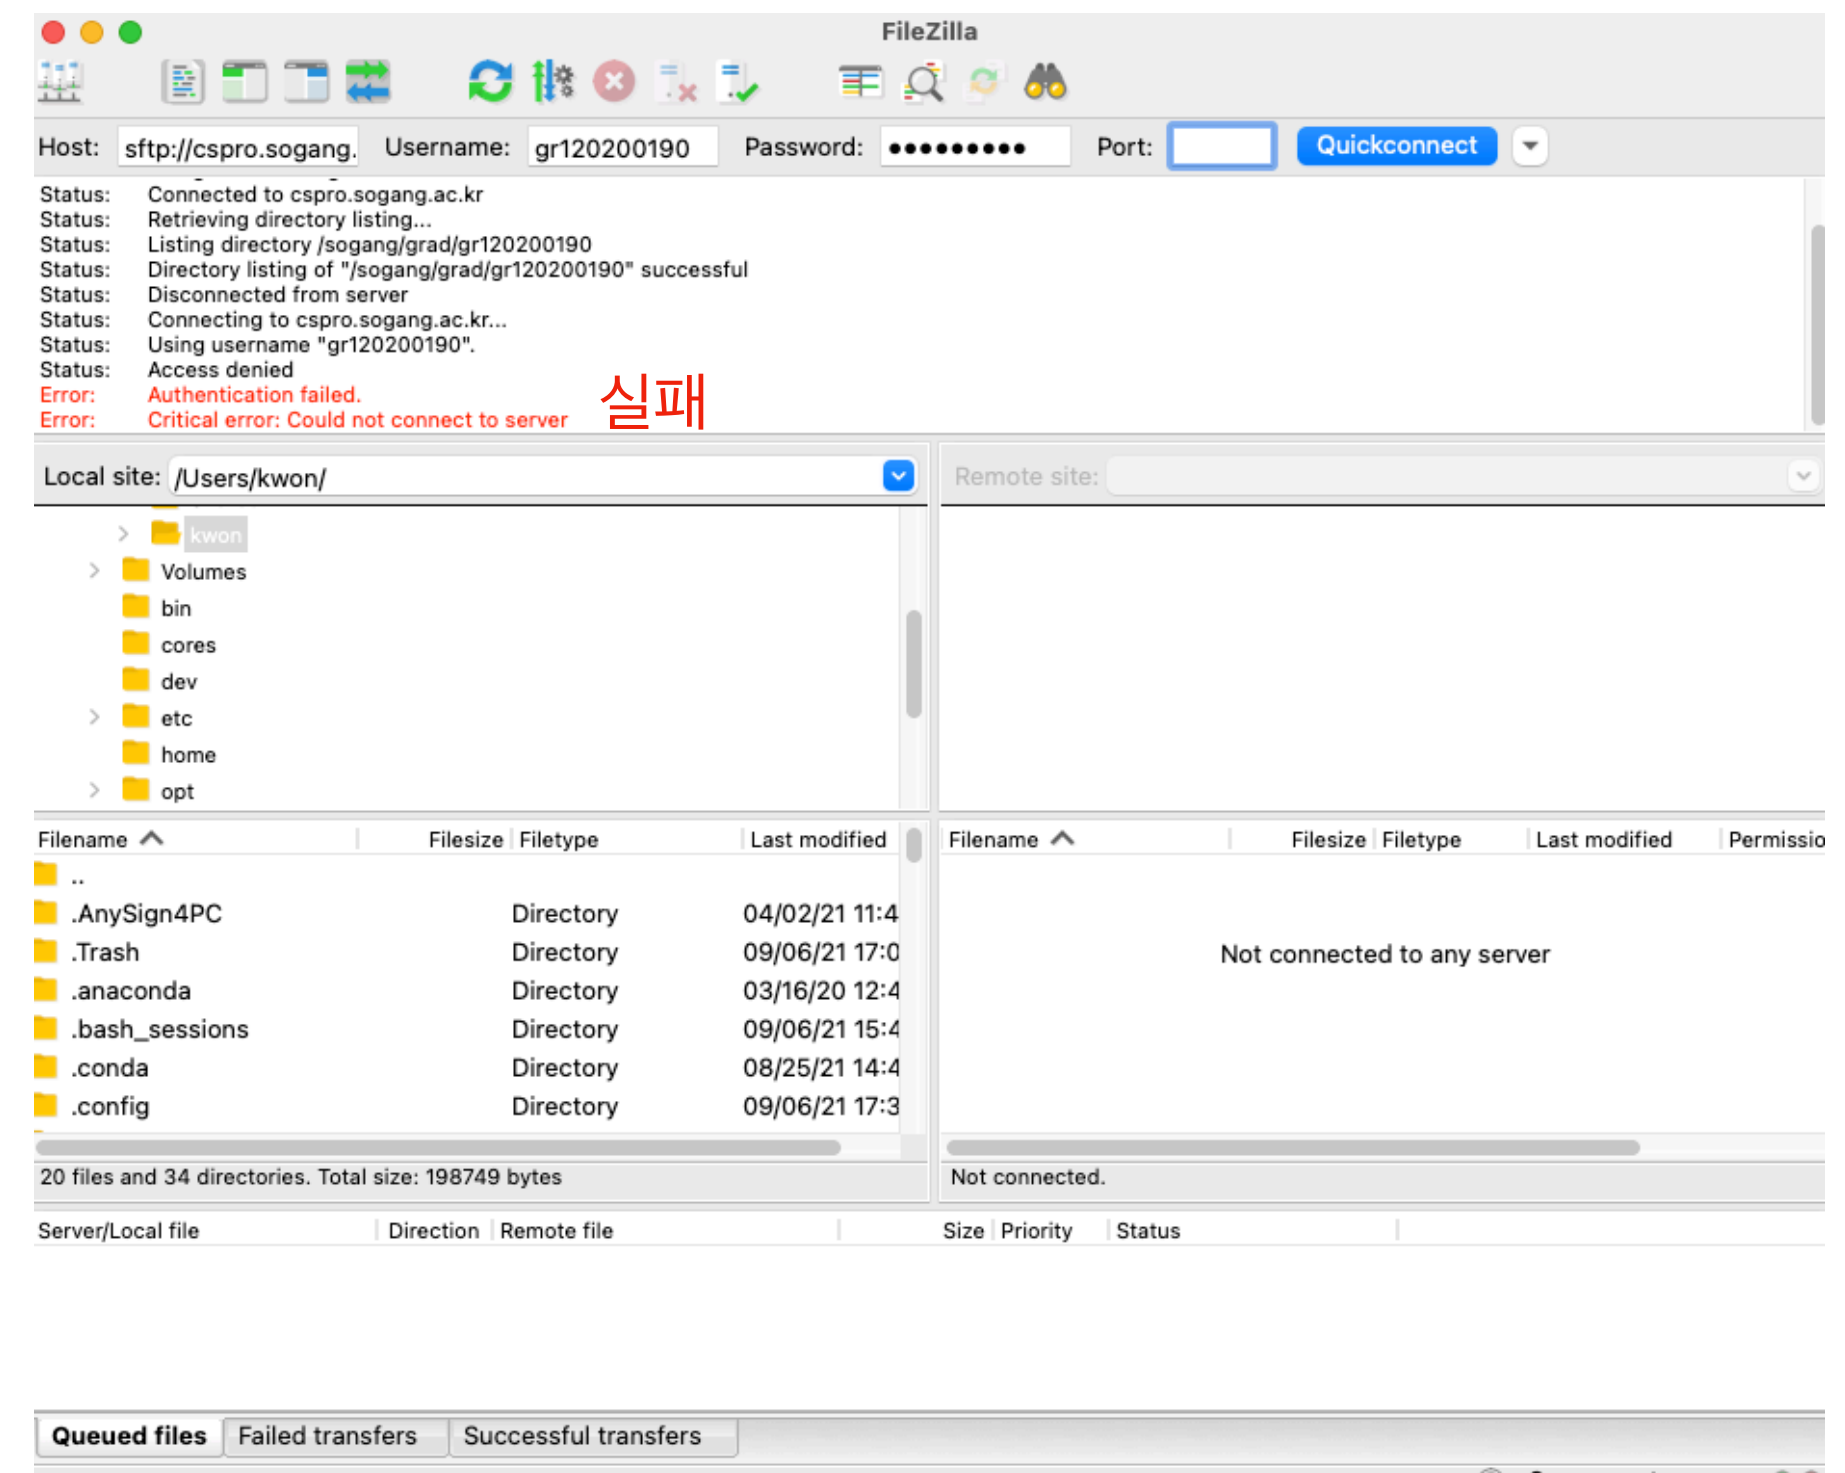 FileZilla
Host: sftp://cspro.sogang. Username: gr120200190 Password: ●●●●●●●●● Port: Quickconnect
Status: Connected to cspro.sogang.ac.kr
Status: Retrieving directory listing...
Status: Listing directory /sogang/grad/gr120200190
Status: Directory listing of "/sogang/grad/gr120200190" successful
Status: Disconnected from server
Status: Connecting to cspro.sogang.ac.kr...
Status: Using username "gr120200190".
Status: Access denied
Error: Authentication failed.
Error: Critical error: Could not connect to server
실패
Local site: /Users/kwon/
Remote site:
kwon
Volumes
bin
cores
dev
etc
home
opt
Filename Filesize Filetype Last modified
..
.AnySign4PC Directory 04/02/21 11:4
.Trash Directory 09/06/21 17:0
.anaconda Directory 03/16/20 12:4
.bash_sessions Directory 09/06/21 15:4
.conda Directory 08/25/21 14:4
.config Directory 09/06/21 17:3
20 files and 34 directories. Total size: 198749 bytes
Filename Filesize Filetype Last modified Permissio
Not connected to any server
Not connected.
Server/Local file Direction Remote file Size Priority Status
Queued files Failed transfers Successful transfers